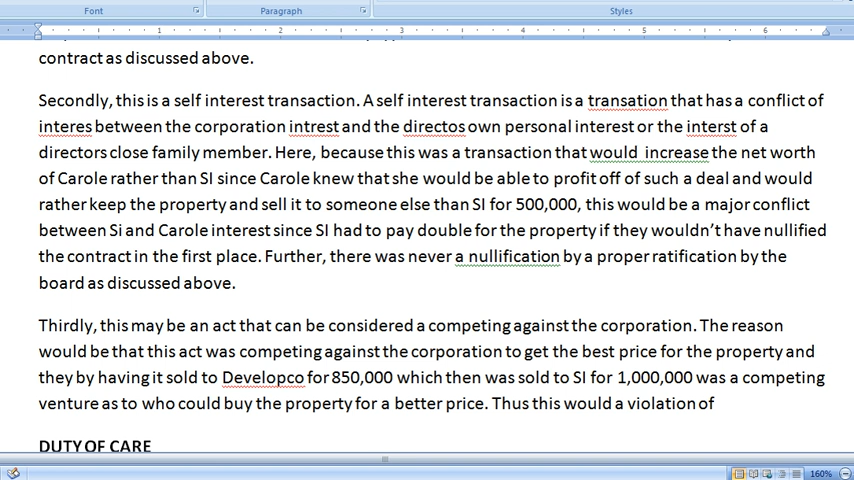 Font Paragraph Styles
1 2 3 4 5 6
contract as discussed above.
Secondly, this is a self interest transaction. A self interest transaction is a transation that has a conflict of
interes between the corporation intrest and the directos own personal interest or the interst of a
directors close family member. Here, because this was a transaction that would increase the net worth
of Carole rather than SI since Carole knew that she would be able to profit off of such a deal and would
rather keep the property and sell it to someone else than SI for 500,000, this would be a major conflict
between Si and Carole interest since SI had to pay double for the property if they wouldn't have nullified
the contract in the first place. Further, there was never a nullification by a proper ratification by the
board as discussed above.
Thirdly, this may be an act that can be considered a competing against the corporation. The reason
would be that this act was competing against the corporation to get the best price for the property and
they by having it sold to Developco for 850,000 which then was sold to SI for 1,000,000 was a competing
venture as to who could buy the property for a better price. Thus this would a violation of
DUTY OF CARE
160%